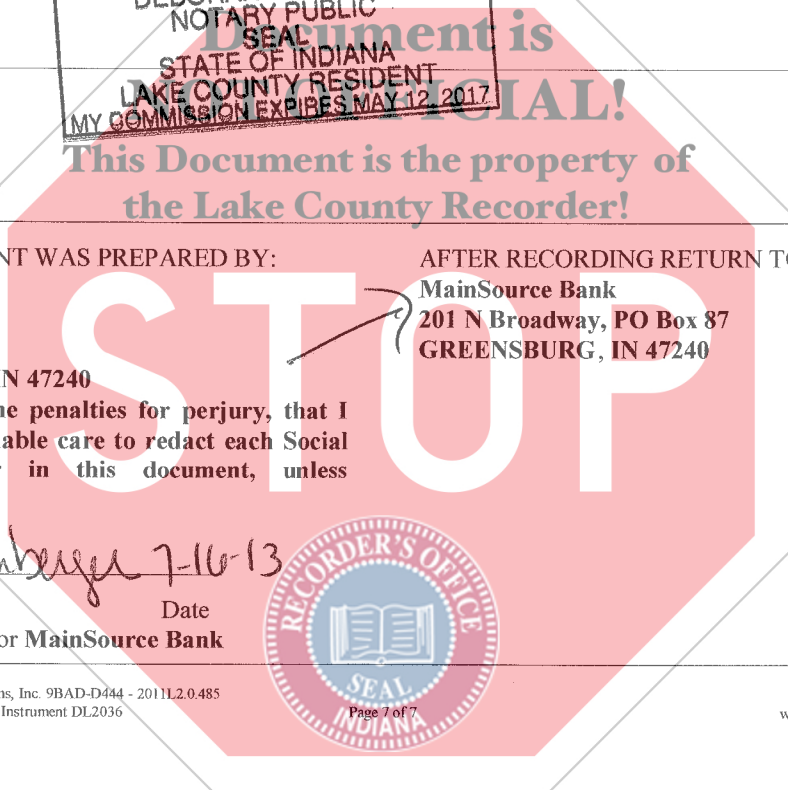 NOTARY PUBLIC
SEAL
STATE OF INDIANA
LAKE COUNTY RESIDENT
MY COMMISSION EXPIRES MAY 12, 2017
Document is
NOT OFFICIAL!
This Document is the property of
the Lake County Recorder!
STOP
NT WAS PREPARED BY:
AFTER RECORDING RETURN TO
MainSource Bank
201 N Broadway, PO Box 87
GREENSBURG, IN 47240
IN 47240
he penalties for perjury, that I
able care to redact each Social
in this document, unless
berger 7-16-13
Date
or MainSource Bank
RECORDER'S OFFICE
SEAL
INDIANA
ns, Inc. 9BAD-D444 - 2011L2.0.485
Instrument DL2036
Page 7 of 7
w